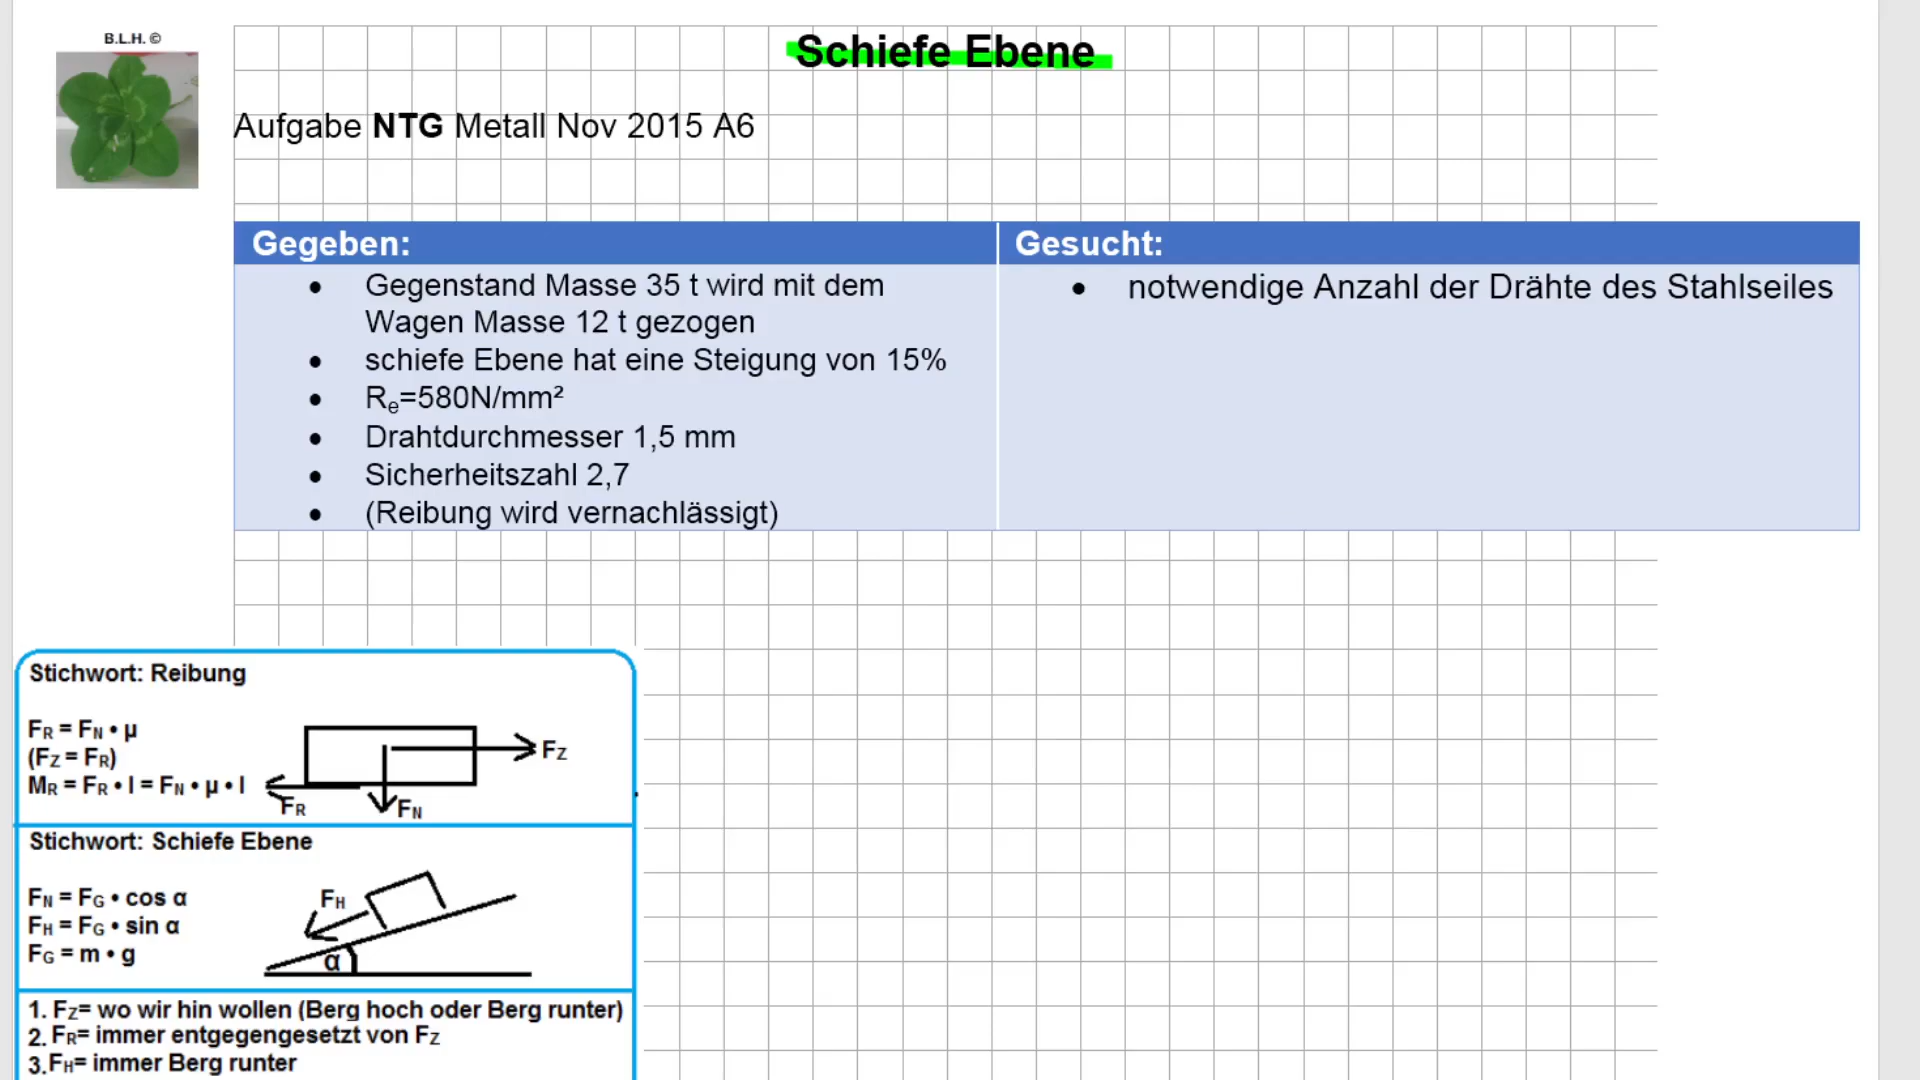 B.L.H. ©
Schiefe Ebene
Aufgabe NTG Metall Nov 2015 A6
Gegeben:
• Gegenstand Masse 35 t wird mit dem
Wagen Masse 12 t gezogen
• schiefe Ebene hat eine Steigung von 15%
• Rₑ=580N/mm²
• Drahtdurchmesser 1,5 mm
• Sicherheitszahl 2,7
• (Reibung wird vernachlässigt)
Gesucht:
• notwendige Anzahl der Drähte des Stahlseiles
Stichwort: Reibung
FR = FN • μ
(FZ = FR)
MR = FR • l = FN • μ • l
FZ
FR
FN
Stichwort: Schiefe Ebene
FN = FG • cos α
FH = FG • sin α
FG = m • g
FH
α
1. FZ= wo wir hin wollen (Berg hoch oder Berg runter)
2. FR= immer entgegengesetzt von FZ
3.FH= immer Berg runter